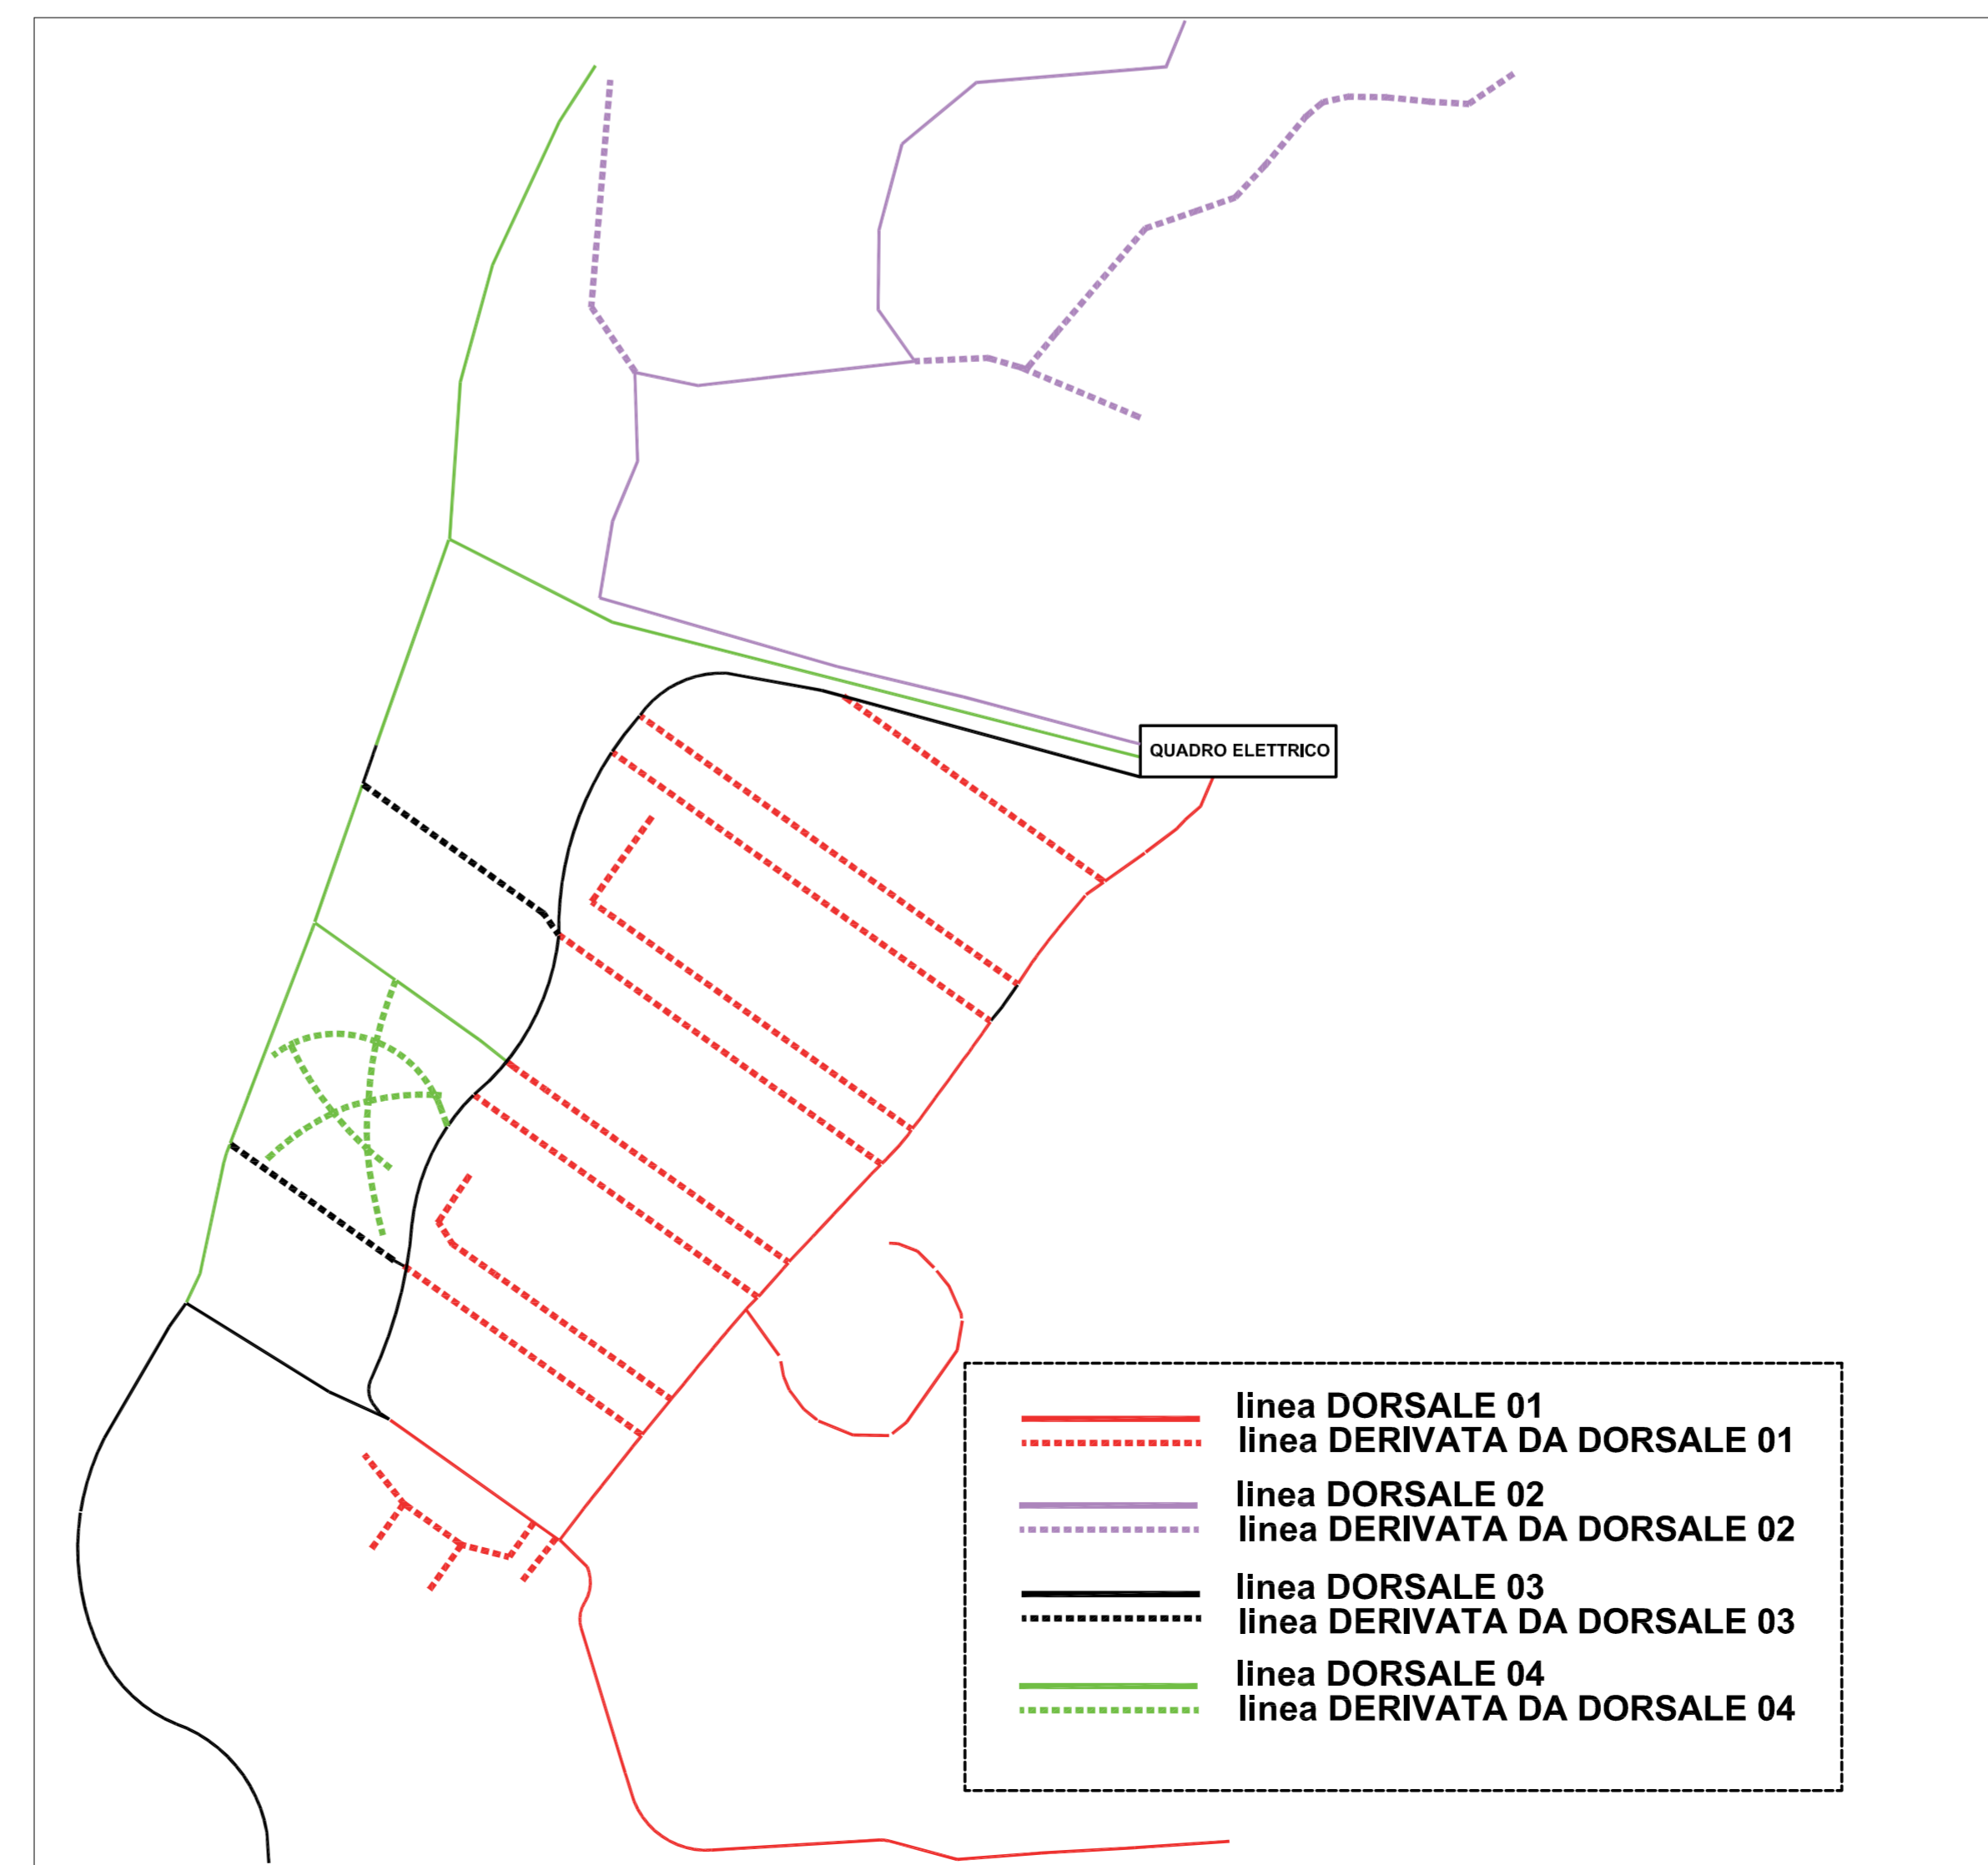 QUADRO ELETTRICO
linea DORSALE 01
linea DERIVATA DA DORSALE 01
linea DORSALE 02
linea DERIVATA DA DORSALE 02
linea DORSALE 03
linea DERIVATA DA DORSALE 03
linea DORSALE 04
linea DERIVATA DA DORSALE 04